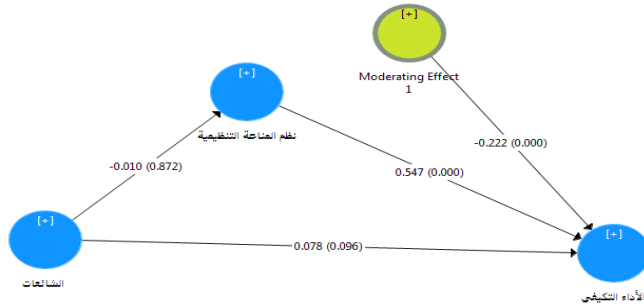 [+]
Moderating Effect
1
[+]
نظم المناعة التنظيمية
-0.010 (0.872)
-0.222 (0.000)
0.547 (0.000)
[+]
الشائعات
0.078 (0.096)
[+]
الأداء التكيفي